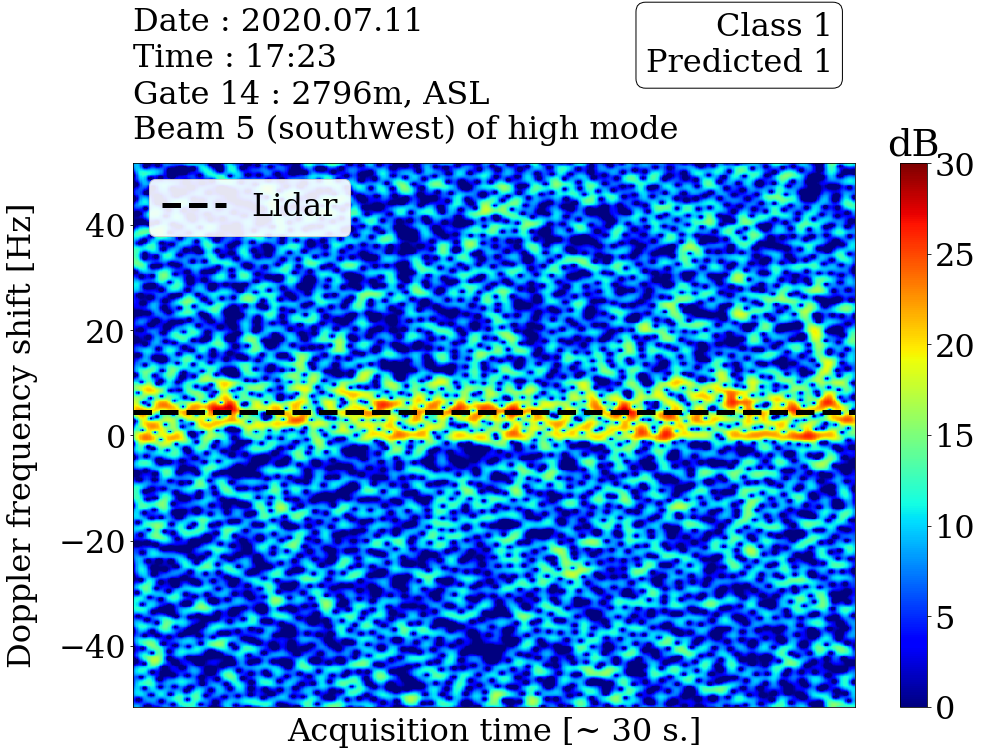 Date : 2020.07.11
Time : 17:23
Gate 14 : 2796m, ASL
Beam 5 (southwest) of high mode
Class 1
Predicted 1
dB
Lidar
Doppler frequency shift [Hz]
40
20
0
−20
−40
30
25
20
15
10
5
0
Acquisition time [~ 30 s.]